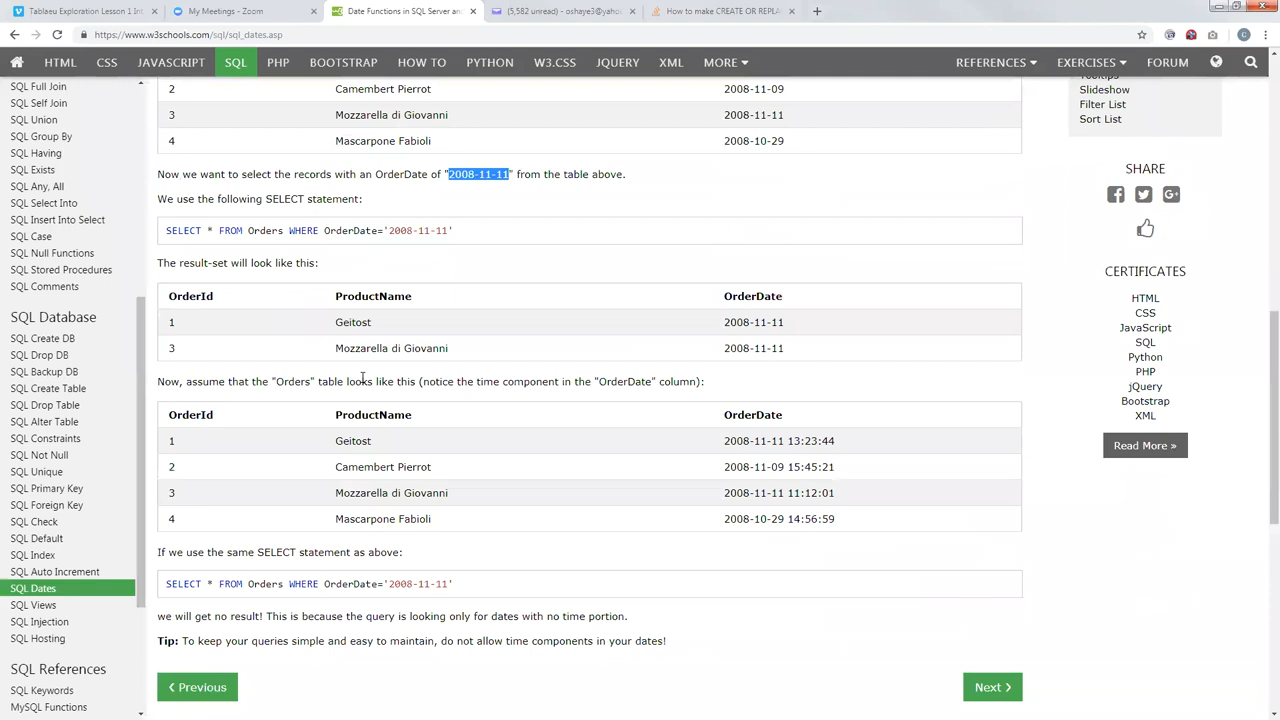 Tableau Exploration Lesson 1 Int
My Meetings - Zoom
Date Functions in SQL Server an
(5,582 unread) - oshaye3@yaho
How to make CREATE OR REPLA
https://www.w3schools.com/sql/sql_dates.asp
HTML CSS JAVASCRIPT SQL PHP BOOTSTRAP HOW TO PYTHON W3.CSS JQUERY XML MORE REFERENCES EXERCISES FORUM
SQL Full Join
SQL Self Join
SQL Union
SQL Group By
SQL Having
SQL Exists
SQL Any, All
SQL Select Into
SQL Insert Into Select
SQL Case
SQL Null Functions
SQL Stored Procedures
SQL Comments
SQL Database
SQL Create DB
SQL Drop DB
SQL Backup DB
SQL Create Table
SQL Drop Table
SQL Alter Table
SQL Constraints
SQL Not Null
SQL Unique
SQL Primary Key
SQL Foreign Key
SQL Check
SQL Default
SQL Index
SQL Auto Increment
SQL Dates
SQL Views
SQL Injection
SQL Hosting
SQL References
SQL Keywords
MySQL Functions
2 Camembert Pierrot 2008-11-09
3 Mozzarella di Giovanni 2008-11-11
4 Mascarpone Fabioli 2008-10-29
Now we want to select the records with an OrderDate of "2008-11-11" from the table above.
We use the following SELECT statement:
SELECT * FROM Orders WHERE OrderDate='2008-11-11'
The result-set will look like this:
OrderId ProductName OrderDate
1 Geitost 2008-11-11
3 Mozzarella di Giovanni 2008-11-11
Now, assume that the "Orders" table looks like this (notice the time component in the "OrderDate" column):
OrderId ProductName OrderDate
1 Geitost 2008-11-11 13:23:44
2 Camembert Pierrot 2008-11-09 15:45:21
3 Mozzarella di Giovanni 2008-11-11 11:12:01
4 Mascarpone Fabioli 2008-10-29 14:56:59
If we use the same SELECT statement as above:
SELECT * FROM Orders WHERE OrderDate='2008-11-11'
we will get no result! This is because the query is looking only for dates with no time portion.
Tip: To keep your queries simple and easy to maintain, do not allow time components in your dates!
❮ Previous
Next ❯
Tooltips
Slideshow
Filter List
Sort List
SHARE
CERTIFICATES
HTML
CSS
JavaScript
SQL
Python
PHP
jQuery
Bootstrap
XML
Read More »